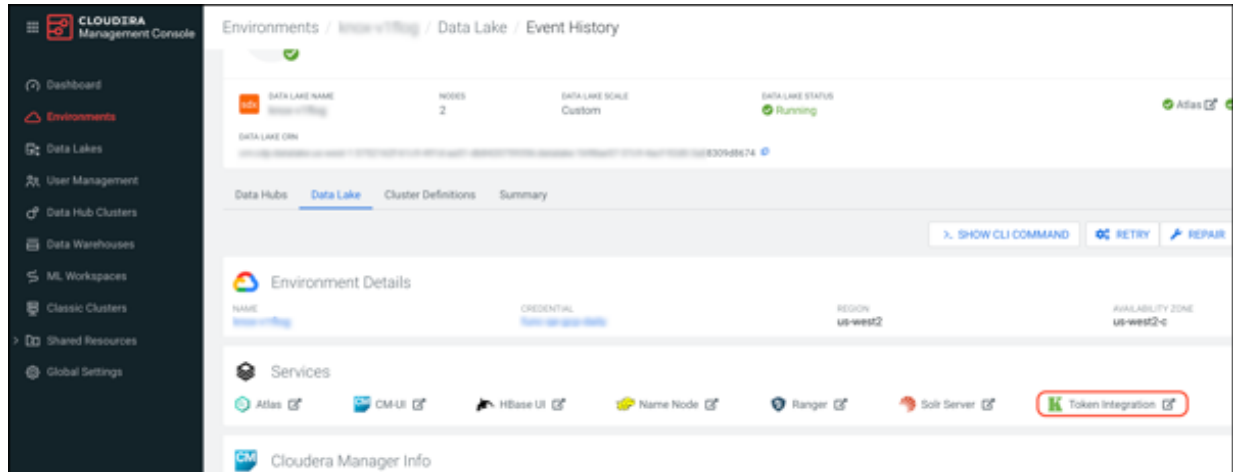 CLOUDERA
Management Console
Dashboard
Environments
Data Lakes
User Management
Data Hub Clusters
Data Warehouses
ML Workspaces
Classic Clusters
Shared Resources
Global Settings
Environments / / Data Lake / Event History
sdx
DATA LAKE NAME NODES DATA LAKE SCALE DATA LAKE STATUS
2 Custom Running Atlas
DATA LAKE CRN
8309d8674
Data Hubs Data Lake Cluster Definitions Summary
SHOW CLI COMMAND RETRY REPAIR
Environment Details
NAME CREDENTIAL REGION AVAILABILITY ZONE
us-west2 us-west2-c
Services
Atlas CM-UI HBase UI Name Node Ranger Solr Server Token Integration
CM Cloudera Manager Info